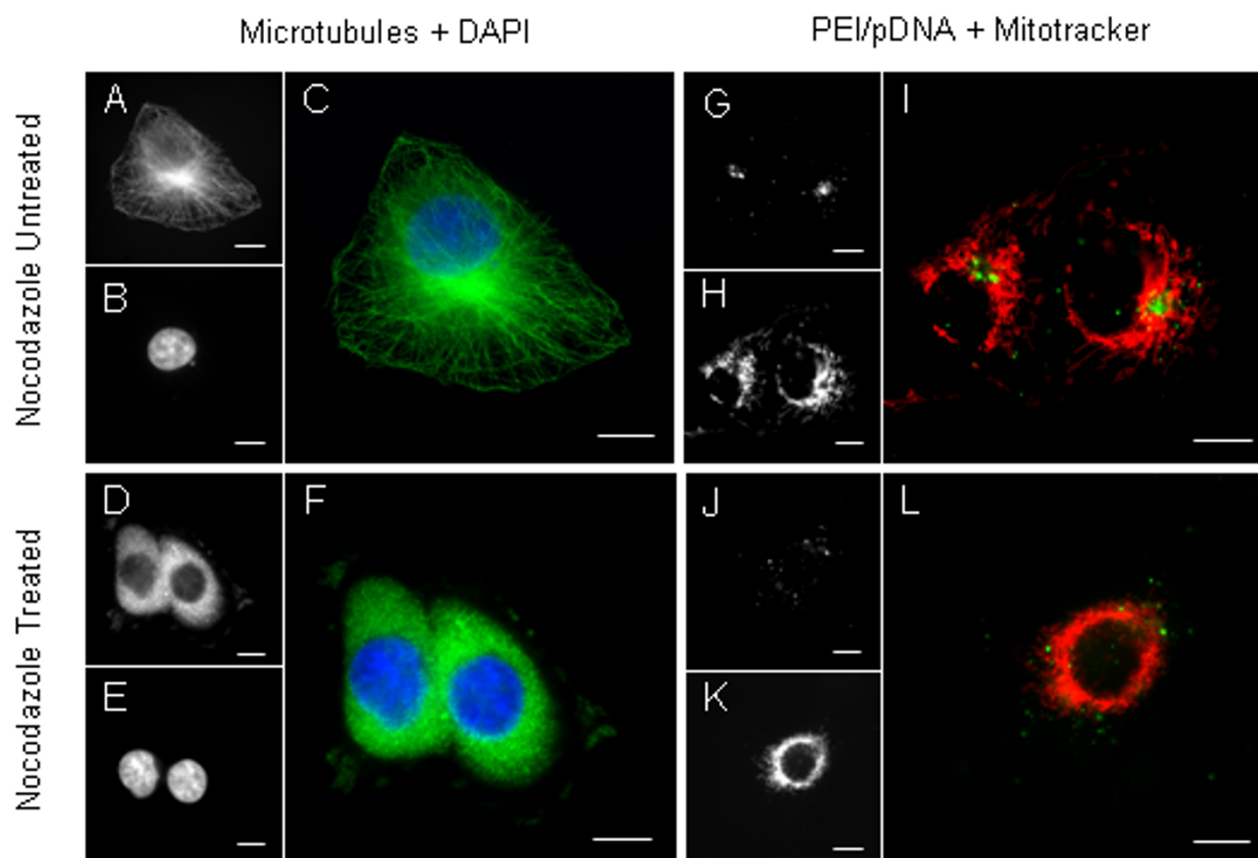 Microtubules + DAPI
PEI/pDNA + Mitotracker
Nocodazole Untreated
A
B
C
G
H
I
Nocodazole Treated
D
E
F
J
K
L